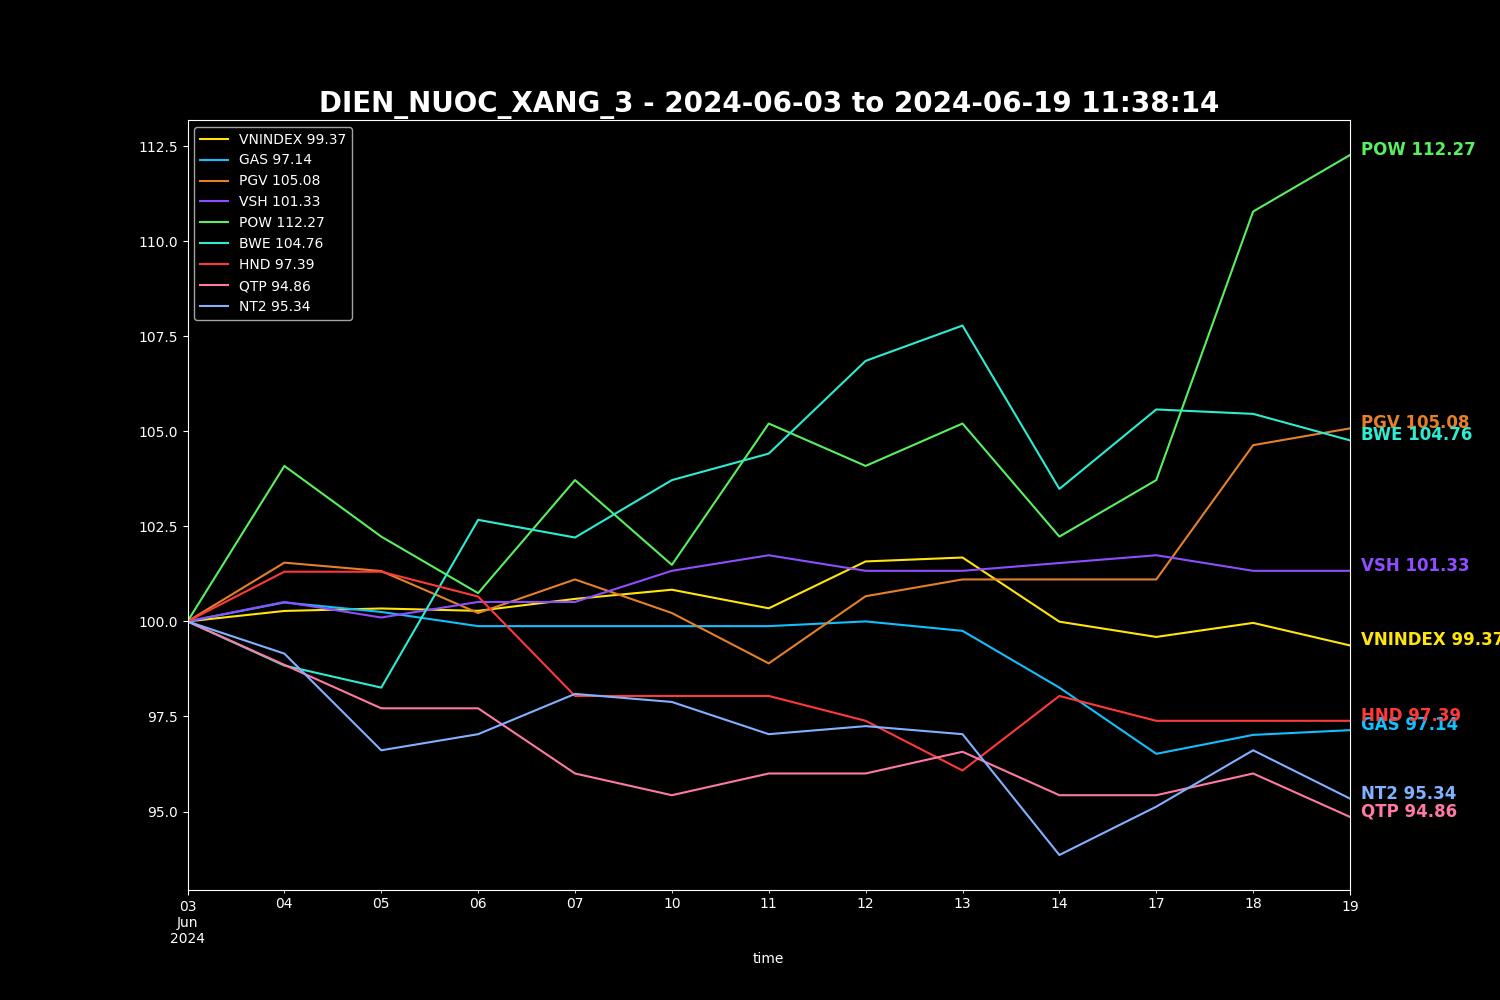 DIEN_NUOC_XANG_3 - 2024-06-03 to 2024-06-19 11:38:14
VNINDEX 99.37
GAS 97.14
PGV 105.08
VSH 101.33
POW 112.27
BWE 104.76
HND 97.39
QTP 94.86
NT2 95.34
112.5
110.0
107.5
105.0
102.5
100.0
97.5
95.0
POW 112.27
PGV 105.08
BWE 104.76
VSH 101.33
VNINDEX 99.37
HND 97.39
GAS 97.14
NT2 95.34
QTP 94.86
03 04 05 06 07 10 11 12 13 14 17 18 19
Jun
2024
time